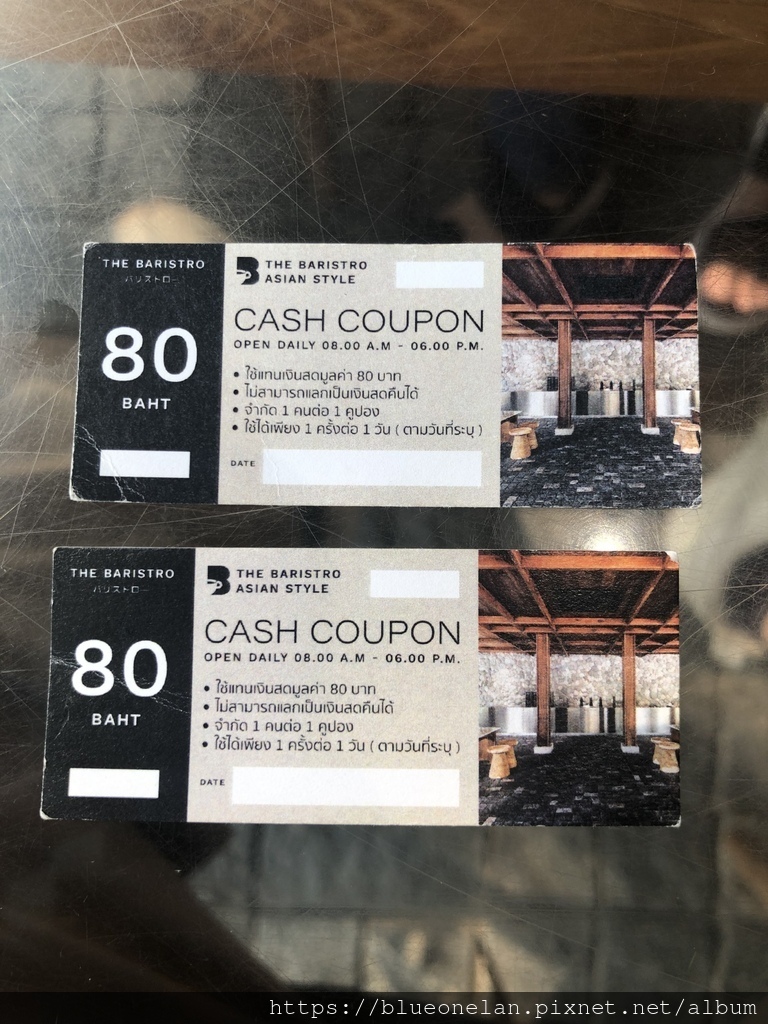 THE BARISTRO
バリストロー
80
BAHT
THE BARISTRO
ASIAN STYLE
CASH COUPON
OPEN DAILY 08.00 A.M - 06.00 P.M.
• ใช้แทนเงินสดมูลค่า 80 บาท
• ไม่สามารถแลกเป็นเงินสดคืนได้
• จำกัด 1 คนต่อ 1 คูปอง
• ใช้ได้เพียง 1 ครั้งต่อ 1 วัน ( ตามวันที่ระบุ )
DATE
THE BARISTRO
バリストロー
80
BAHT
THE BARISTRO
ASIAN STYLE
CASH COUPON
OPEN DAILY 08.00 A.M - 06.00 P.M.
• ใช้แทนเงินสดมูลค่า 80 บาท
• ไม่สามารถแลกเป็นเงินสดคืนได้
• จำกัด 1 คนต่อ 1 คูปอง
• ใช้ได้เพียง 1 ครั้งต่อ 1 วัน ( ตามวันที่ระบุ )
DATE
https://blueonelan.pixnet.net/album